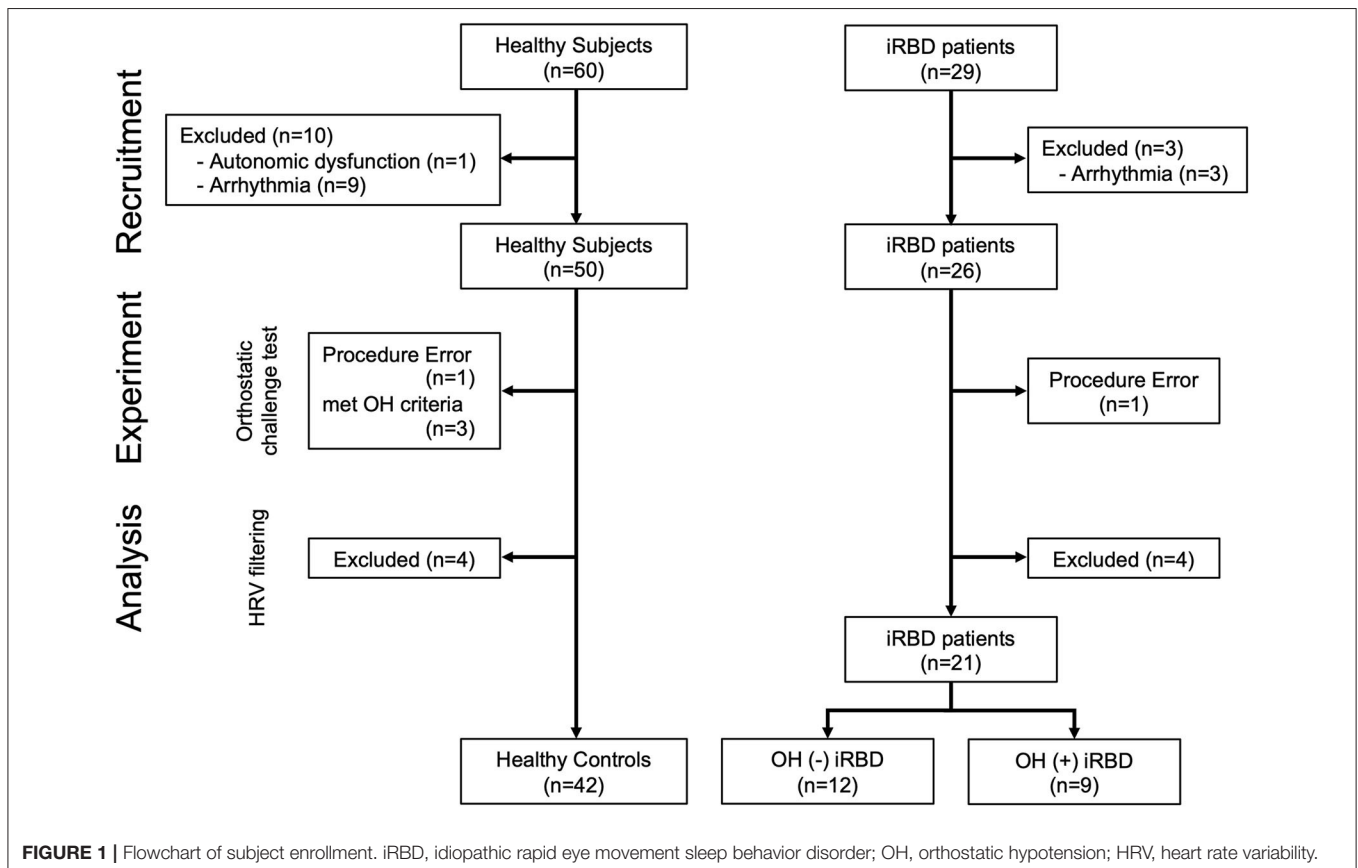 Recruitment
Experiment
Analysis
Orthostatic
challenge test
HRV filtering
Healthy Subjects
(n=60)
Excluded (n=10)
- Autonomic dysfunction (n=1)
- Arrhythmia (n=9)
Healthy Subjects
(n=50)
Procedure Error
(n=1)
met OH criteria
(n=3)
Excluded (n=4)
Healthy Controls
(n=42)
iRBD patients
(n=29)
Excluded (n=3)
- Arrhythmia (n=3)
iRBD patients
(n=26)
Procedure Error
(n=1)
Excluded (n=4)
iRBD patients
(n=21)
OH (-) iRBD
(n=12)
OH (+) iRBD
(n=9)
FIGURE 1 | Flowchart of subject enrollment. iRBD, idiopathic rapid eye movement sleep behavior disorder; OH, orthostatic hypotension; HRV, heart rate variability.